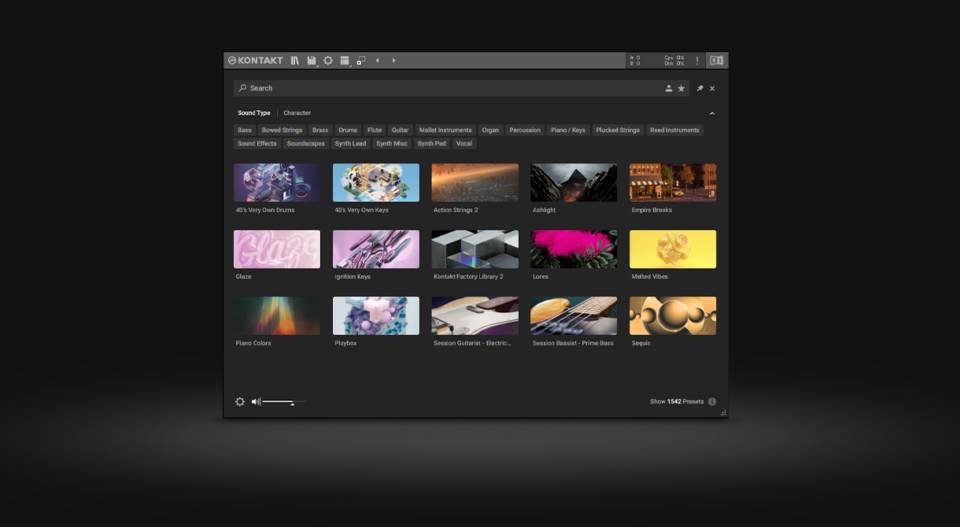 KONTAKT
Search
Sound Type | Character
Bass Bowed Strings Brass Drums Flute Guitar Mallet Instruments Organ Percussion Piano / Keys Plucked Strings Reed Instruments
Sound Effects Soundscapes Synth Lead Synth Misc Synth Pad Vocal
40's Very Own Drums
40's Very Own Keys
Action Strings 2
Ashlight
Empire Breaks
Glaze
Glaze
Ignition Keys
Kontakt Factory Library 2
Lores
Melted Vibes
Piano Colors
Playbox
Session Guitarist - Electric...
Session Bassist - Prime Bass
Sequis
Show 1542 Presets